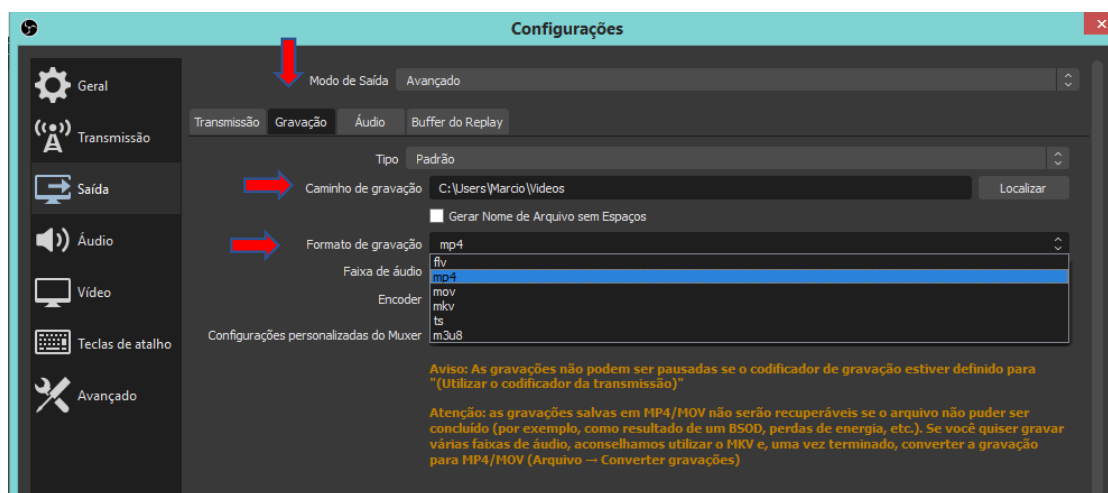 Configurações
Geral
Transmissão
Saída
Áudio
Vídeo
Teclas de atalho
Avançado
Modo de Saída Avançado
Transmissão Gravação Áudio Buffer do Replay
Tipo Padrão
Caminho de gravação C:\Users\Marcio\Videos Localizar
Gerar Nome de Arquivo sem Espaços
Formato de gravação mp4
flv
Faixa de áudio mp4
mov
Encoder mkv
ts
Configurações personalizadas do Muxer m3u8
Aviso: As gravações não podem ser pausadas se o codificador de gravação estiver definido para
"(Utilizar o codificador da transmissão)"
Atenção: as gravações salvas em MP4/MOV não serão recuperáveis se o arquivo não puder ser
concluído (por exemplo, como resultado de um BSOD, perdas de energia, etc.). Se você quiser gravar
várias faixas de áudio, aconselhamos utilizar o MKV e, uma vez terminado, converter a gravação
para MP4/MOV (Arquivo → Converter gravações)